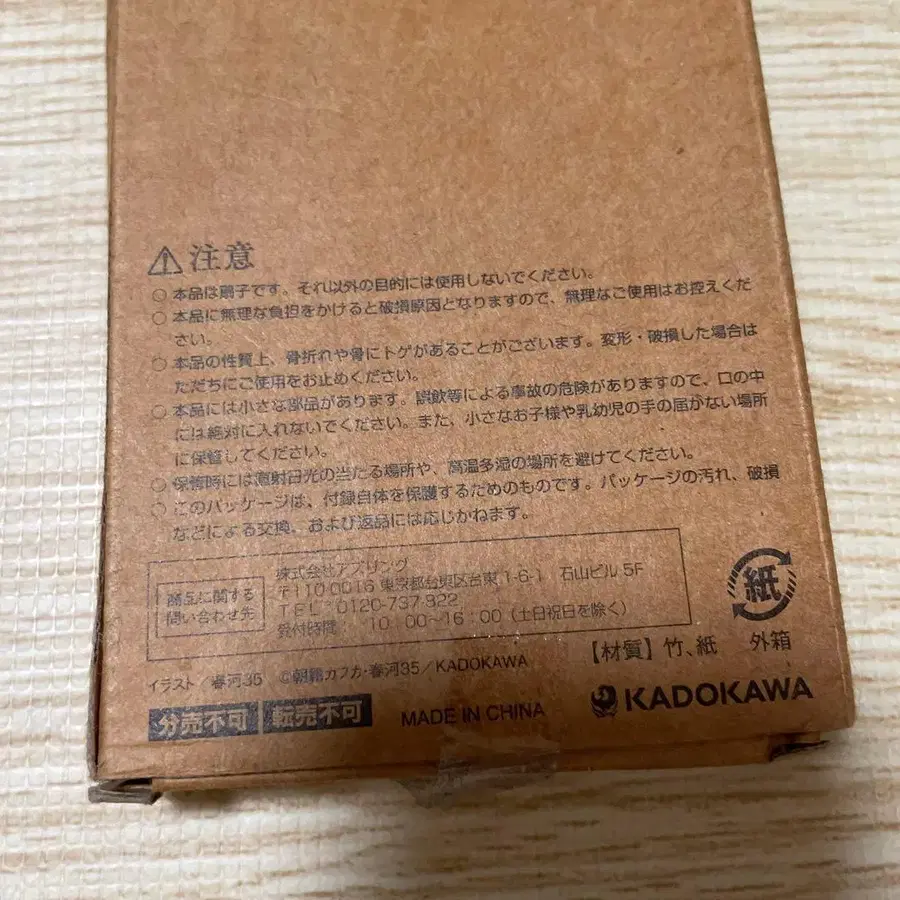 ⚠注意
○ 本品は扇子です。それ以外の目的には使用しないでください。
○ 本品に無理な負担をかけると破損原因となりますので、無理なご使用はお控えくだ
さい。
○ 本品の性質上、骨折れや骨にトゲがあることがございます。変形・破損した場合は
ただちにご使用をお止めください。
○ 本品には小さな部品があります。誤飲等による事故の危険がありますので、口の中
には絶対に入れないでください。また、小さなお子様や乳幼児の手の届かない場所
に保管してください。
○ 保管時には直射日光の当たる場所や、高温多湿の場所を避けてください。
○ このパッケージは、付録自体を保護するためのものです。パッケージの汚れ、破損
などによる交換、および返品には応じかねます。
商品に関する
問い合わせ先
株式会社アズリング
〒110-0016 東京都台東区台東1-6-1 石山ビル 5F
TEL:0120-737-822
受付時間: 10:00~16:00(土日祝日を除く)
紙
【材質】竹、紙 外箱
イラスト/春河35 ©朝霧カフカ・春河35/KADOKAWA
分売不可 転売不可 MADE IN CHINA KADOKAWA